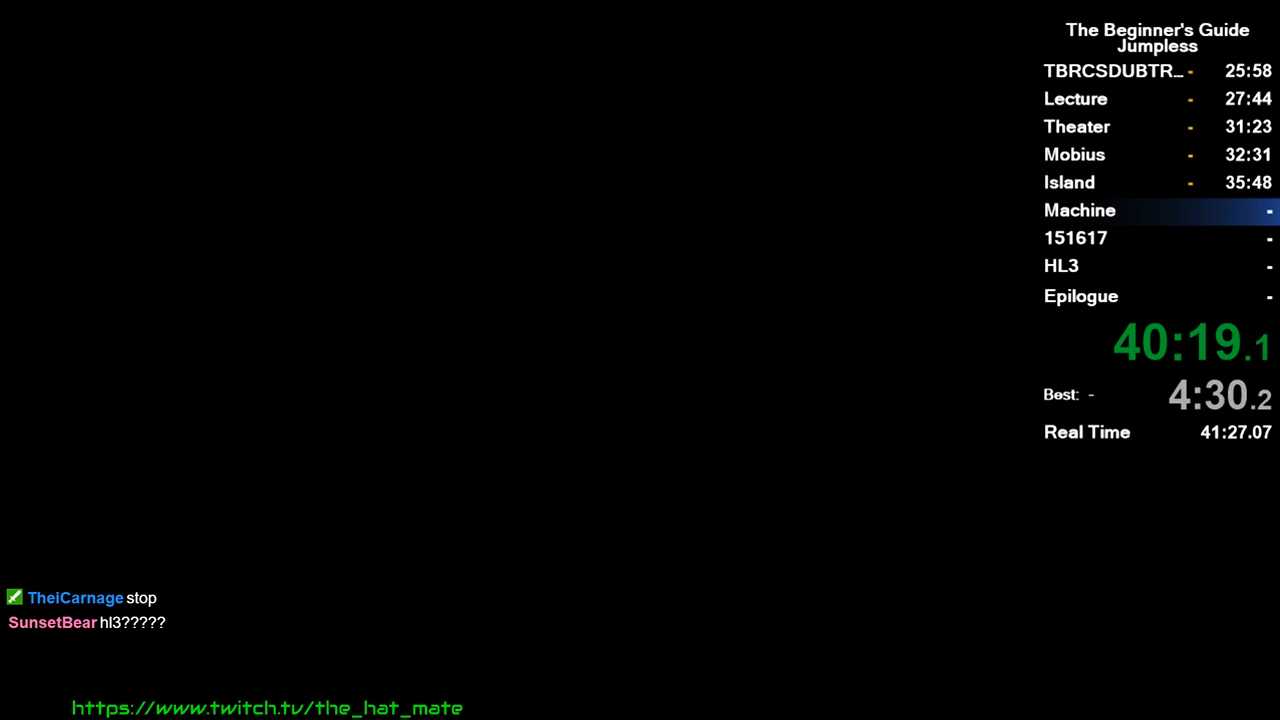 The Beginner's Guide
Jumpless
TBRCSDUBTR... - 25:58
Lecture - 27:44
Theater - 31:23
Mobius - 32:31
Island - 35:48
Machine -
151617 -
HL3 -
Epilogue -
40:19.1
Best: - 4:30.2
Real Time 41:27.07
TheiCarnage stop
SunsetBear hl3?????
https://www.twitch.tv/the_hat_mate